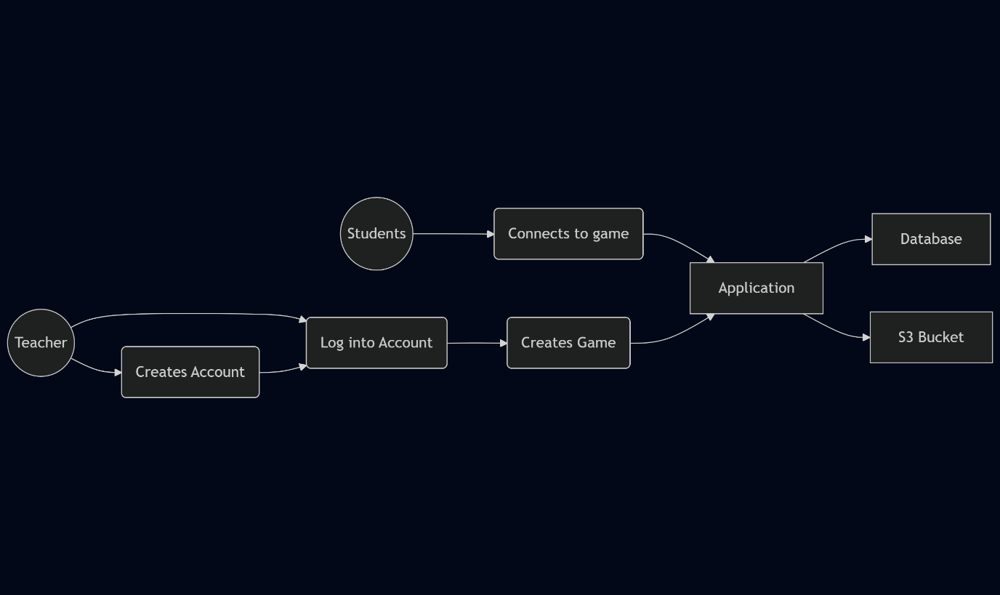 Students
Connects to game
Database
Application
Teacher
Creates Account
Log into Account
Creates Game
S3 Bucket